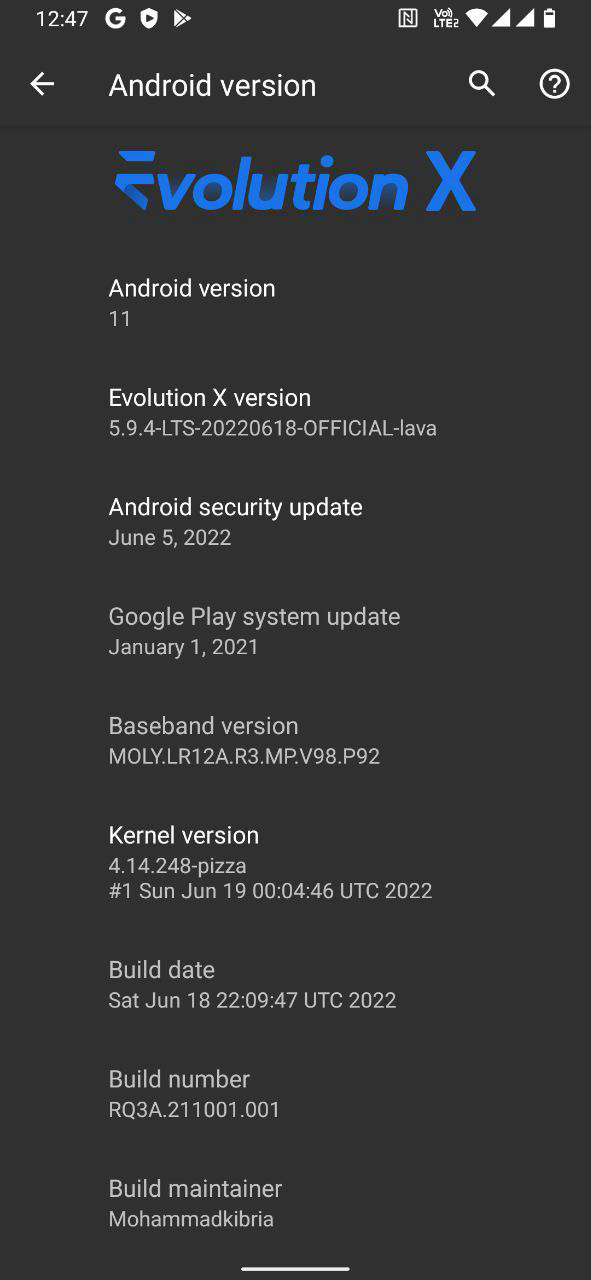 12:47 G N Vo)) LTE2
Android version
Evolution X
Android version
11
Evolution X version
5.9.4-LTS-20220618-OFFICIAL-lava
Android security update
June 5, 2022
Google Play system update
January 1, 2021
Baseband version
MOLY.LR12A.R3.MP.V98.P92
Kernel version
4.14.248-pizza
#1 Sun Jun 19 00:04:46 UTC 2022
Build date
Sat Jun 18 22:09:47 UTC 2022
Build number
RQ3A.211001.001
Build maintainer
Mohammadkibria